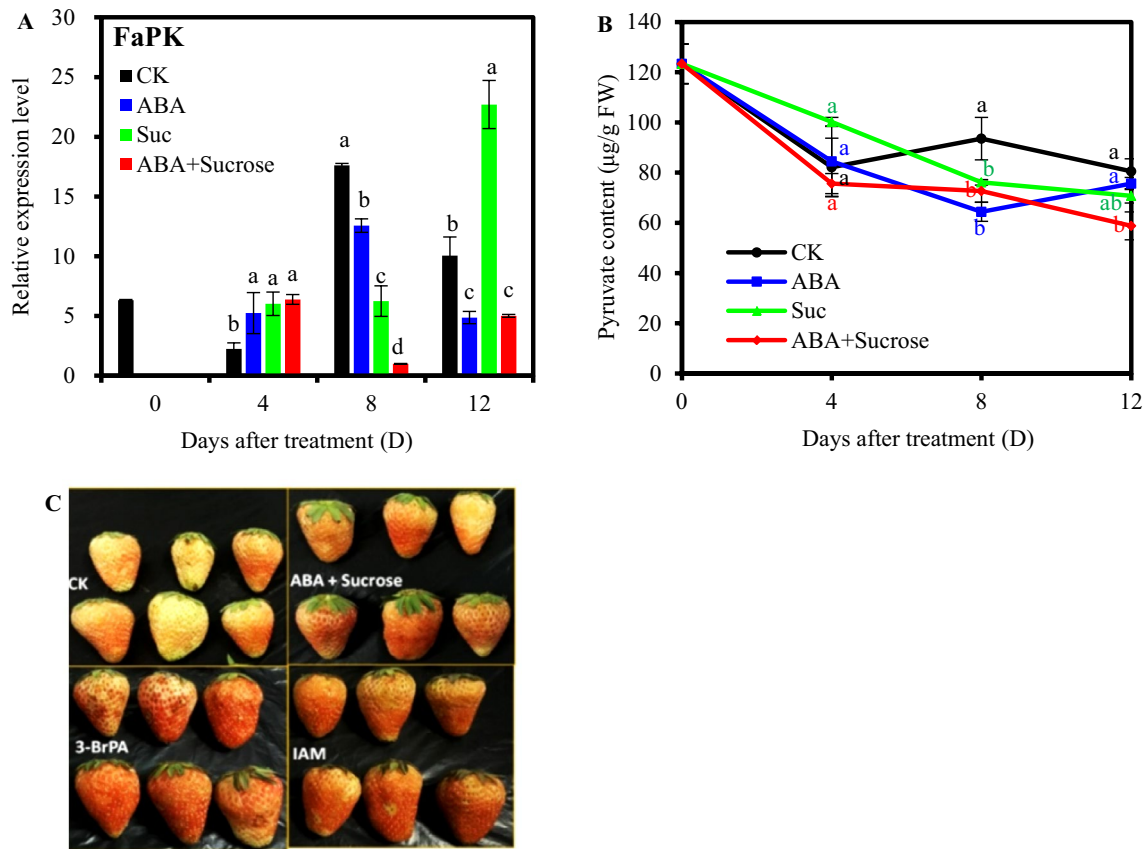 A
FaPK
CK
ABA
Suc
ABA+Sucrose
Relative expression level
30
25
20
15
10
5
0
b
a
a
a
a
b
c
d
b
c
a
c
0
4
8
12
Days after treatment (D)
B
Pyruvate content (µg/g FW)
140
120
100
80
60
40
20
0
a
a
a
a
a
b
b
b
a
a
ab
b
CK
ABA
Suc
ABA+Sucrose
0
4
8
12
Days after treatment (D)
C
CK
ABA + Sucrose
3-BrPA
IAM